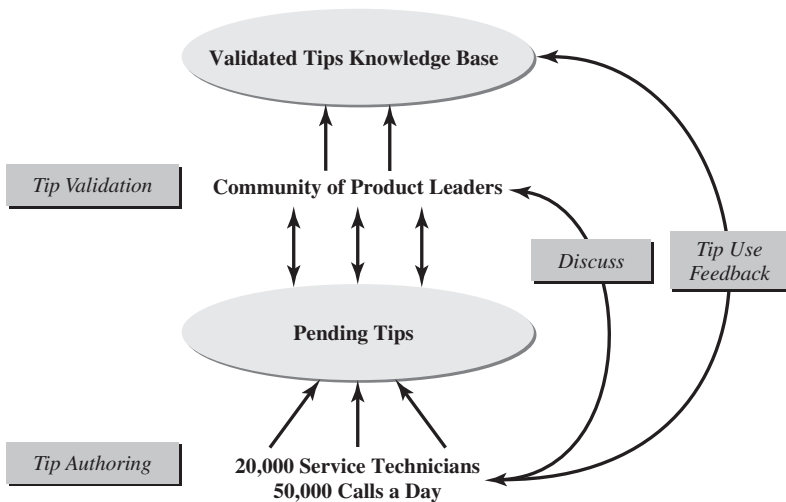 Validated Tips Knowledge Base
Tip Validation
Community of Product Leaders
Discuss
Tip Use
Feedback
Pending Tips
Tip Authoring
20,000 Service Technicians
50,000 Calls a Day